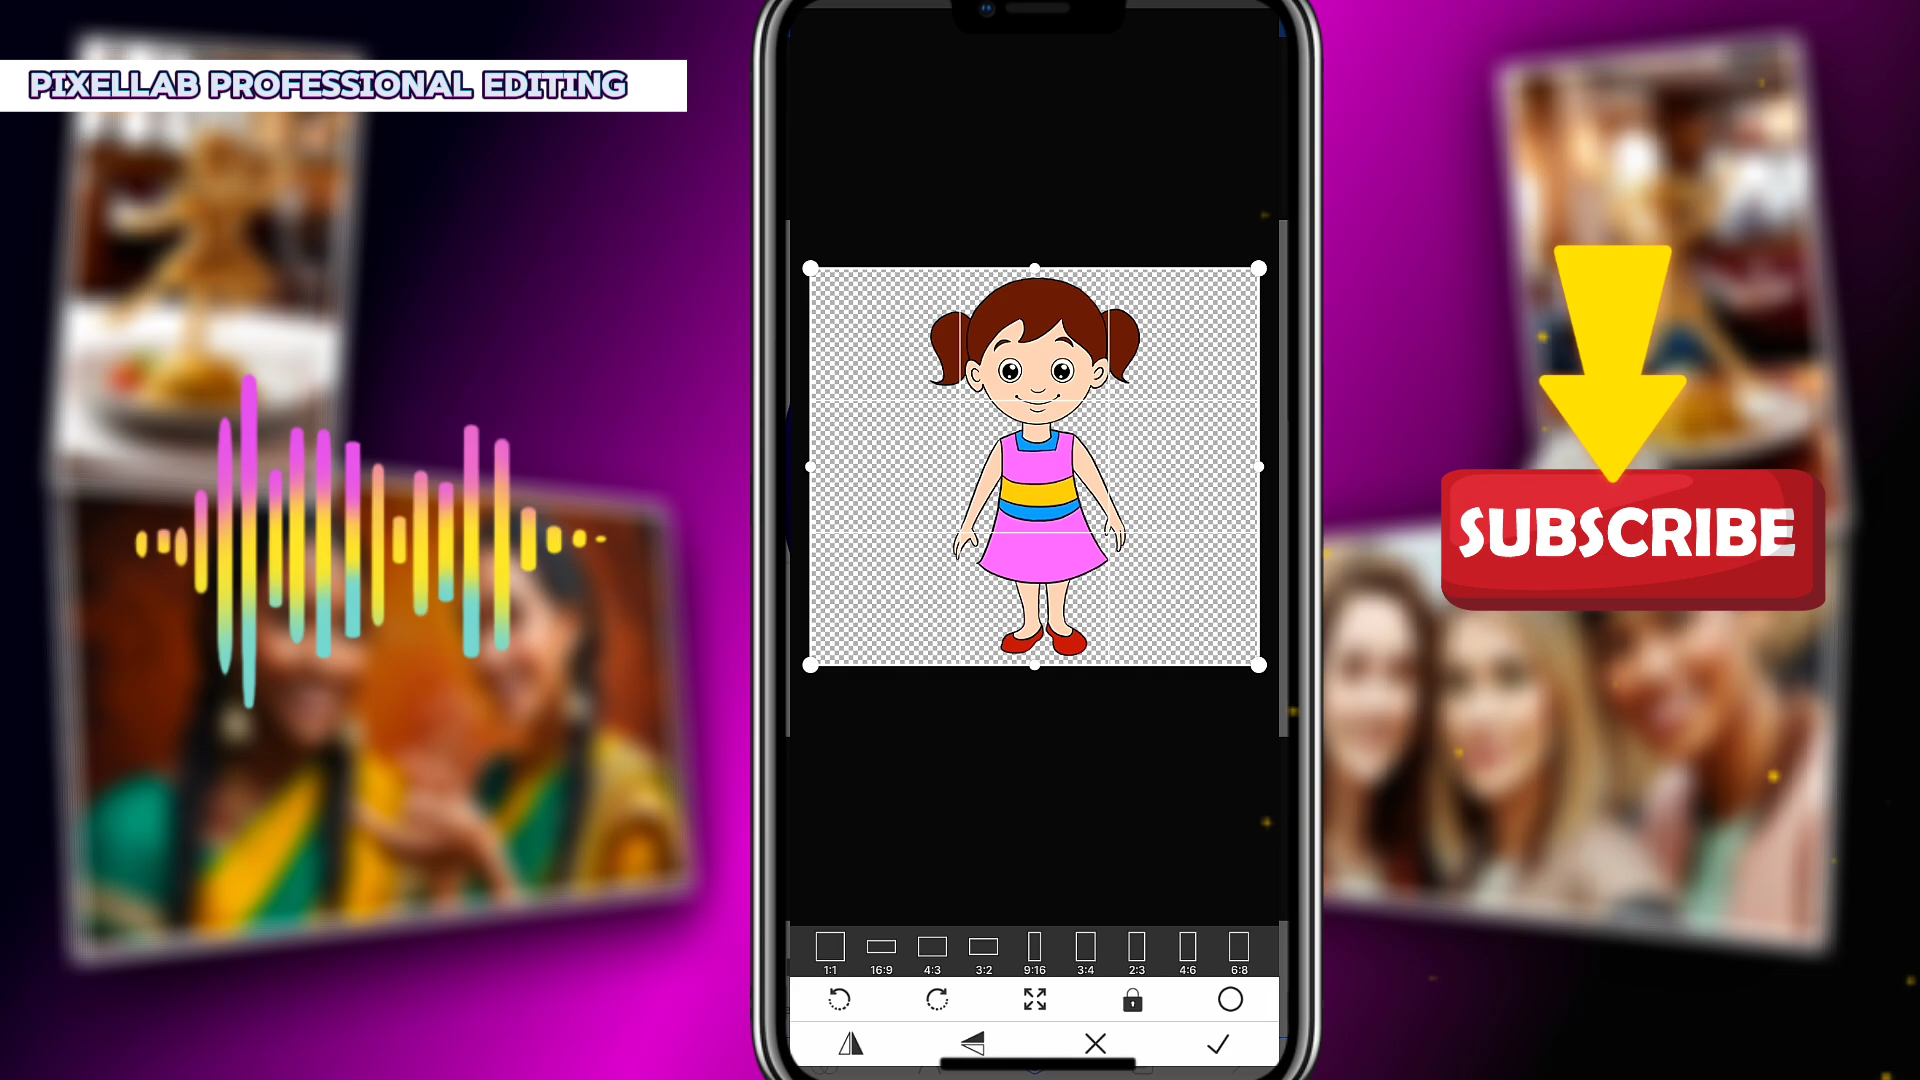 PIXELLAB PROFESSIONAL EDITING
SUBSCRIBE
1:1 16:9 4:3 3:2 9:16 3:4 2:3 4:6 6:8